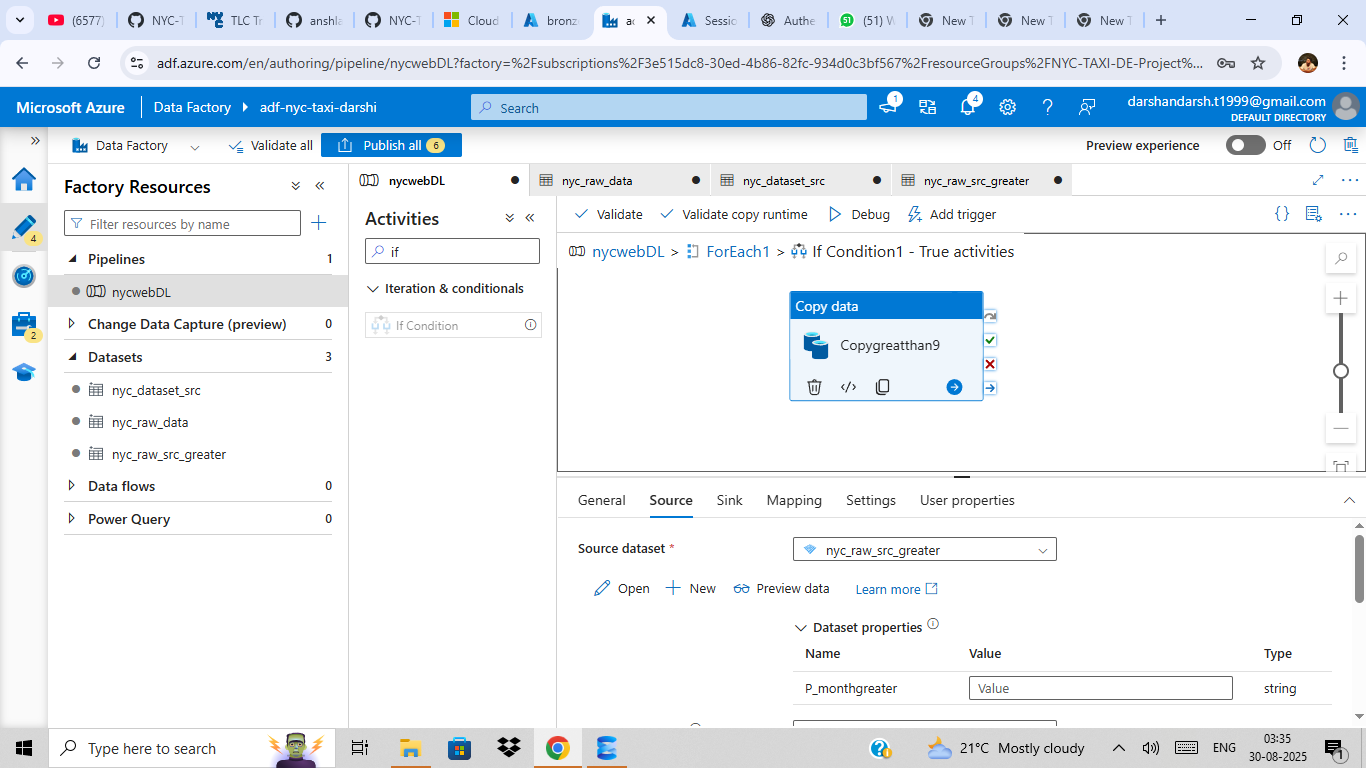 (6577)
NYC-T
TLC Tr
anshla
NYC-T
Cloud
bronz
ac
Sessio
Authe
(51) W
New T
New T
New T
adf.azure.com/en/authoring/pipeline/nycwebDL?factory=%2Fsubscriptions%2F3e515dc8-30ed-4b86-82fc-934d0c3bf567%2FresourceGroups%2FNYC-TAXI-DE-Project%...
Microsoft Azure
Data Factory
adf-nyc-taxi-darshi
Search
1
4
darshandarsh.t1999@gmail.com
DEFAULT DIRECTORY
Data Factory
Validate all
Publish all
6
Preview experience
Off
Factory Resources
nycwebDL
nyc_raw_data
nyc_dataset_src
nyc_raw_src_greater
Filter resources by name
4
2
Pipelines
1
nycwebDL
Change Data Capture (preview)
0
Datasets
3
nyc_dataset_src
nyc_raw_data
nyc_raw_src_greater
Data flows
0
Power Query
0
Activities
if
Iteration & conditionals
If Condition
Validate
Validate copy runtime
Debug
Add trigger
nycwebDL > ForEach1 > If Condition1 - True activities
Copy data
Copygreatthan9
General
Source
Sink
Mapping
Settings
User properties
Source dataset *
nyc_raw_src_greater
Open
New
Preview data
Learn more
Dataset properties
Name
Value
Type
P_monthgreater
Value
string
Type here to search
21°C Mostly cloudy
ENG
03:35
30-08-2025
1